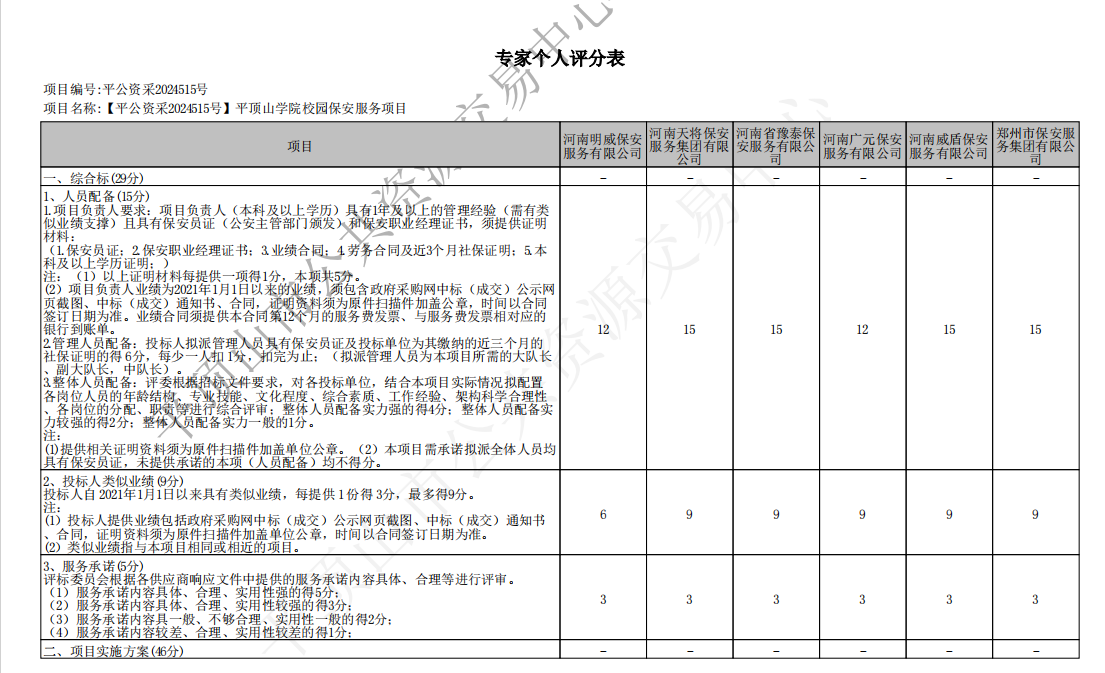 专家个人评分表
项目编号:平公资采2024515号
项目名称:【平公资采2024515号】平顶山学院校园保安服务项目
项目 河南明威保安服务有限公司 河南天将保安服务集团有限公司 河南省豫泰保安服务有限公司 河南广元保安服务有限公司 河南威盾保安服务有限公司 郑州市保安服务集团有限公司
一、综合标(29分) - - - - - -
1、人员配备(15分)
1.项目负责人要求：项目负责人（本科及以上学历）具有1年及以上的管理经验（需有类
似业绩支撑）且具有保安员证（公安主管部门颁发）和保安职业经理证书，须提供证明
材料：
（1.保安员证；2.保安职业经理证书；3.业绩合同；4.劳务合同及近3个月社保证明；5.本
科及以上学历证明；）
注：（1）以上证明材料每提供一项得1分，本项共5分。
(2）项目负责人业绩为2021年1月1日以来的业绩，须包含政府采购网中标（成交）公示网
页截图、中标（成交）通知书、合同，证明资料须为原件扫描件加盖公章，时间以合同
签订日期为准。业绩合同须提供本合同第12个月的服务费发票、与服务费发票相对应的
银行到账单。
2.管理人员配备：投标人拟派管理人员具有保安员证及投标单位为其缴纳的近三个月的
社保证明的得 6分，每少一人扣 1分，扣完为止；（拟派管理人员为本项目所需的大队长
、副大队长，中队长）。
3.整体人员配备：评委根据招标文件要求，对各投标单位，结合本项目实际情况拟配置
各岗位人员的年龄结构、专业技能、文化程度、综合素质、工作经验、架构科学合理性
、各岗位的分配、职责等进行综合评审；整体人员配备实力强的得4分；整体人员配备实
力较强的得2分；整体人员配备实力一般的1分。
注：
(1)提供相关证明资料须为原件扫描件加盖单位公章。（2）本项目需承诺拟派全体人员均
具有保安员证，未提供承诺的本项（人员配备）均不得分。
12 15 15 12 15 15
2、投标人类似业绩(9分)
投标人自 2021年1月1日以来具有类似业绩，每提供 1份得 3分，最多得9分。
注：
(1）投标人提供业绩包括政府采购网中标（成交）公示网页截图、中标（成交）通知书
、合同，证明资料须为原件扫描件加盖单位公章，时间以合同签订日期为准。
(2）类似业绩指与本项目相同或相近的项目。
6 9 9 9 9 9
3、服务承诺(5分)
评标委员会根据各供应商响应文件中提供的服务承诺内容具体、合理等进行评审。
（1）服务承诺内容具体、合理、实用性强的得5分；
（2）服务承诺内容具体、合理、实用性较强的得3分；
（3）服务承诺内容具一般、不够合理、实用性一般的得2分；
（4）服务承诺内容较差、合理、实用性较差的得1分；
3 3 3 3 3 3
二、项目实施方案(46分) - - - - - -
平顶山市公共资源交易中心
平顶山市公共资源交易中心